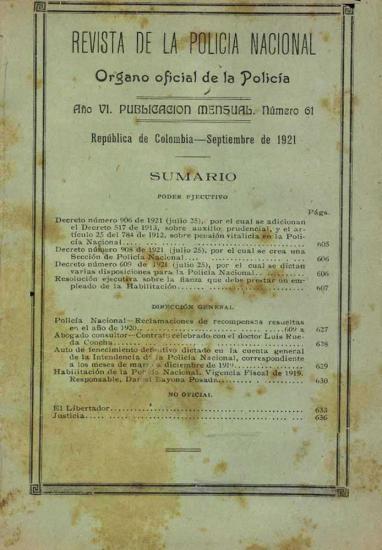 REVISTA DE LA POLICIA NACIONAL
Organo oficial de la Policía
Año VI. PUBLICACION MENSUAL. Número 61
República de Colombia—Septiembre de 1921
SUMARIO
PODER EJECUTIVO
Págs.
Decreto número 906 de 1921 (julio 25), por el cual se adicionan
el Decreto 517 de 1913, sobre auxilio prudencial, y el ar-
tículo 25 del 784 de 1912, sobre pensión vitalicia en la Poli-
cía Nacional 605
Decreto número 908 de 1921 (julio 25), por el cual se crea una
Sección de Policía Nacional 606
Decreto número 609 de 1921 (julio 25), por el cual se dictan
varias disposiciones para la Policía Nacional 606
Resolución ejecutiva sobre la fianza que debe prestar un em-
pleado de la Habilitación 607
DIRECCIÓN GENERAL
Policía Nacional—Reclamaciones de recompensas resueltas
en el año de 1920 609 a 627
Abogado consultor—Contrato celebrado con el doctor Luis Rue-
da Concha 628
Auto de fenecimiento definitivo dictado en la cuenta general
de la Intendencia de la Policía Nacional, correspondiente
a los meses de marzo a diciembre de 1919 629
Habilitación de la Policía Nacional. Vigencia Fiscal de 1919.
Responsable, Daniel Bayona Posada 630
NO OFICIAL
El Libertador 633
Justicia 636